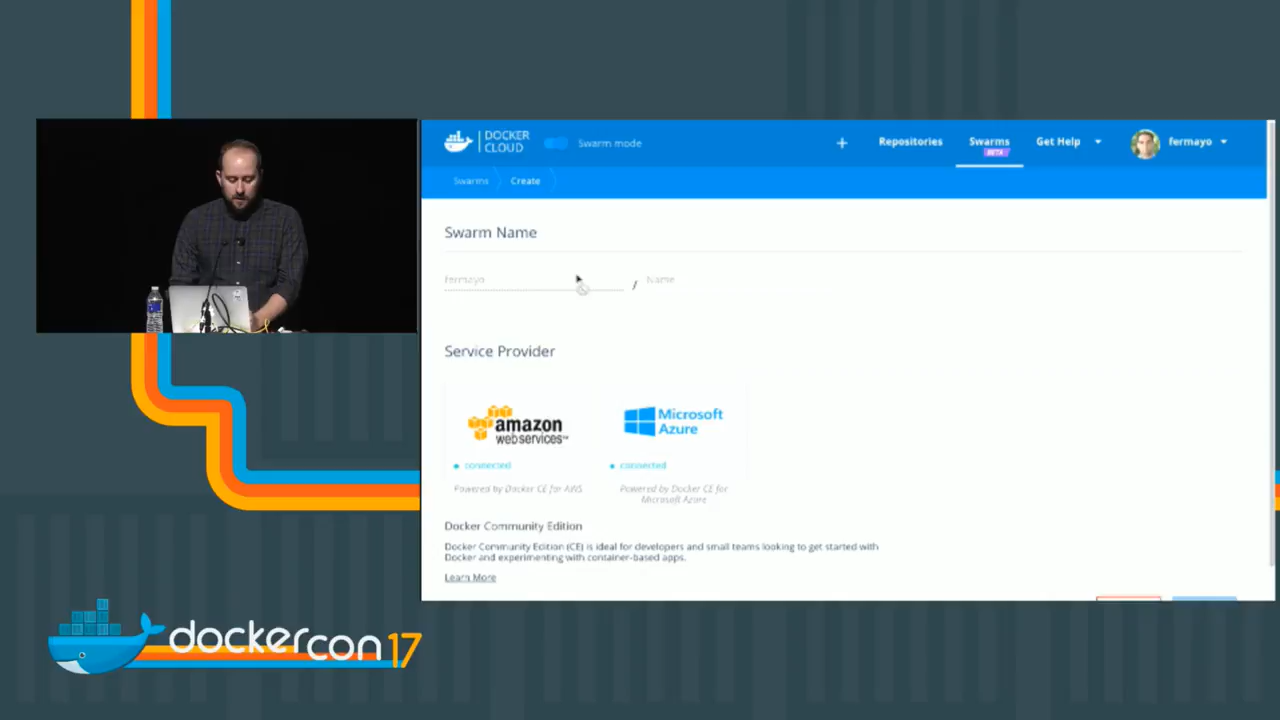 DOCKER
CLOUD
Swarm mode
+
Repositories
Swarms
BETA
Get Help
fermayo
Swarms
Create
Swarm Name
fermayo
/
Name
Service Provider
amazon
webservices™
Microsoft
Azure
connected
connected
Powered by Docker CE for AWS
Powered by Docker CE for
Microsoft Azure
Docker Community Edition
Docker Community Edition (CE) is ideal for developers and small teams looking to get started with
Docker and experimenting with container-based apps.
Learn More
dockercon 17